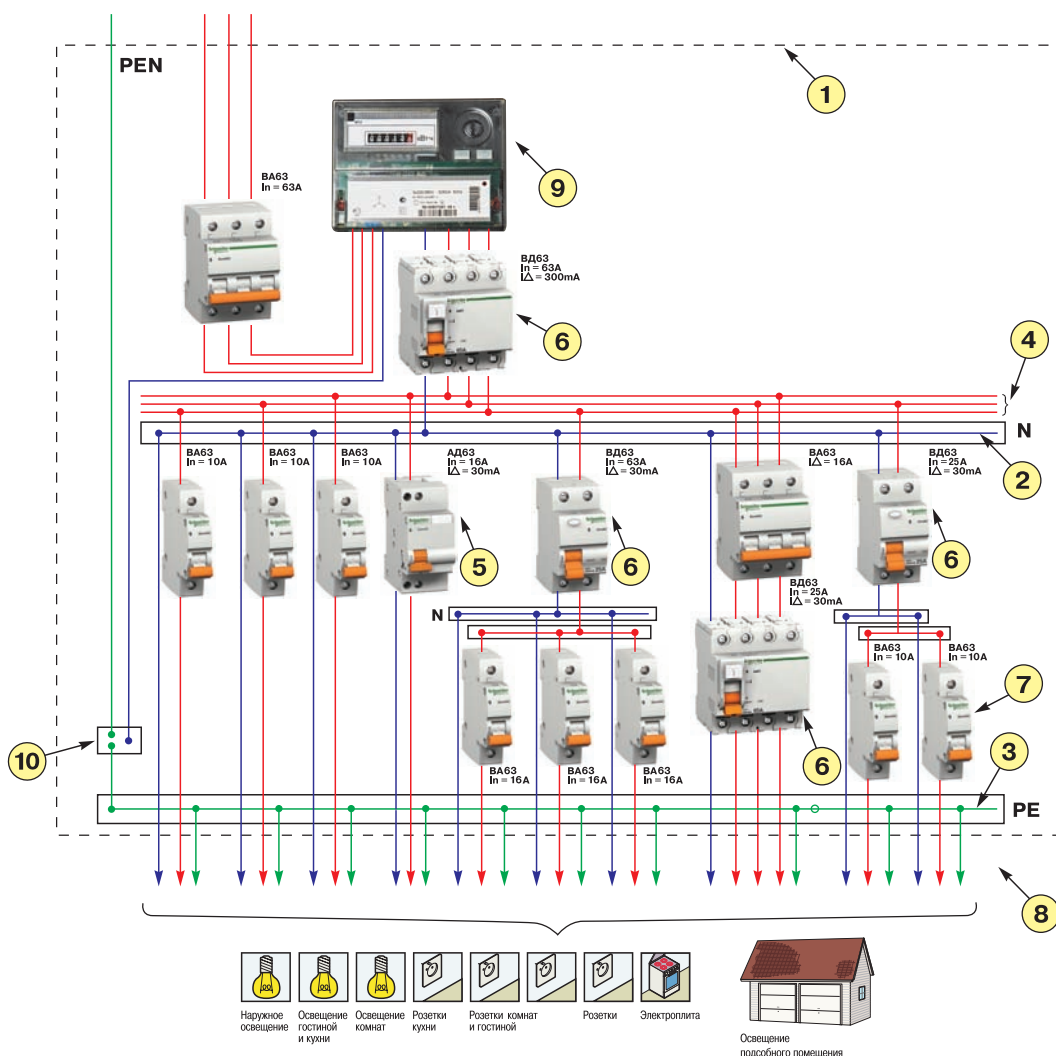 PEN
1
ВА63
In = 63A
9
ВД63
In = 63A
I△ = 300mA
6
4
N
2
ВА63
In = 10A
ВА63
In = 10A
ВА63
In = 10A
АД63
In = 16A
I△ = 30mA
ВД63
In = 63A
I△ = 30mA
ВА63
I△ = 16A
ВД63
In = 25A
I△ = 30mA
5
6
6
N
ВД63
In = 25A
I△ = 30mA
ВА63
In = 10A
ВА63
In = 10A
7
10
6
3
ВА63
In = 16A
ВА63
In = 16A
ВА63
In = 16A
PE
8
Наружное
освещение
Освещение
гостиной
и кухни
Освещение
комнат
Розетки
кухни
Розетки комнат
и гостиной
Розетки
Электроплита
Освещение
подсобного помещения